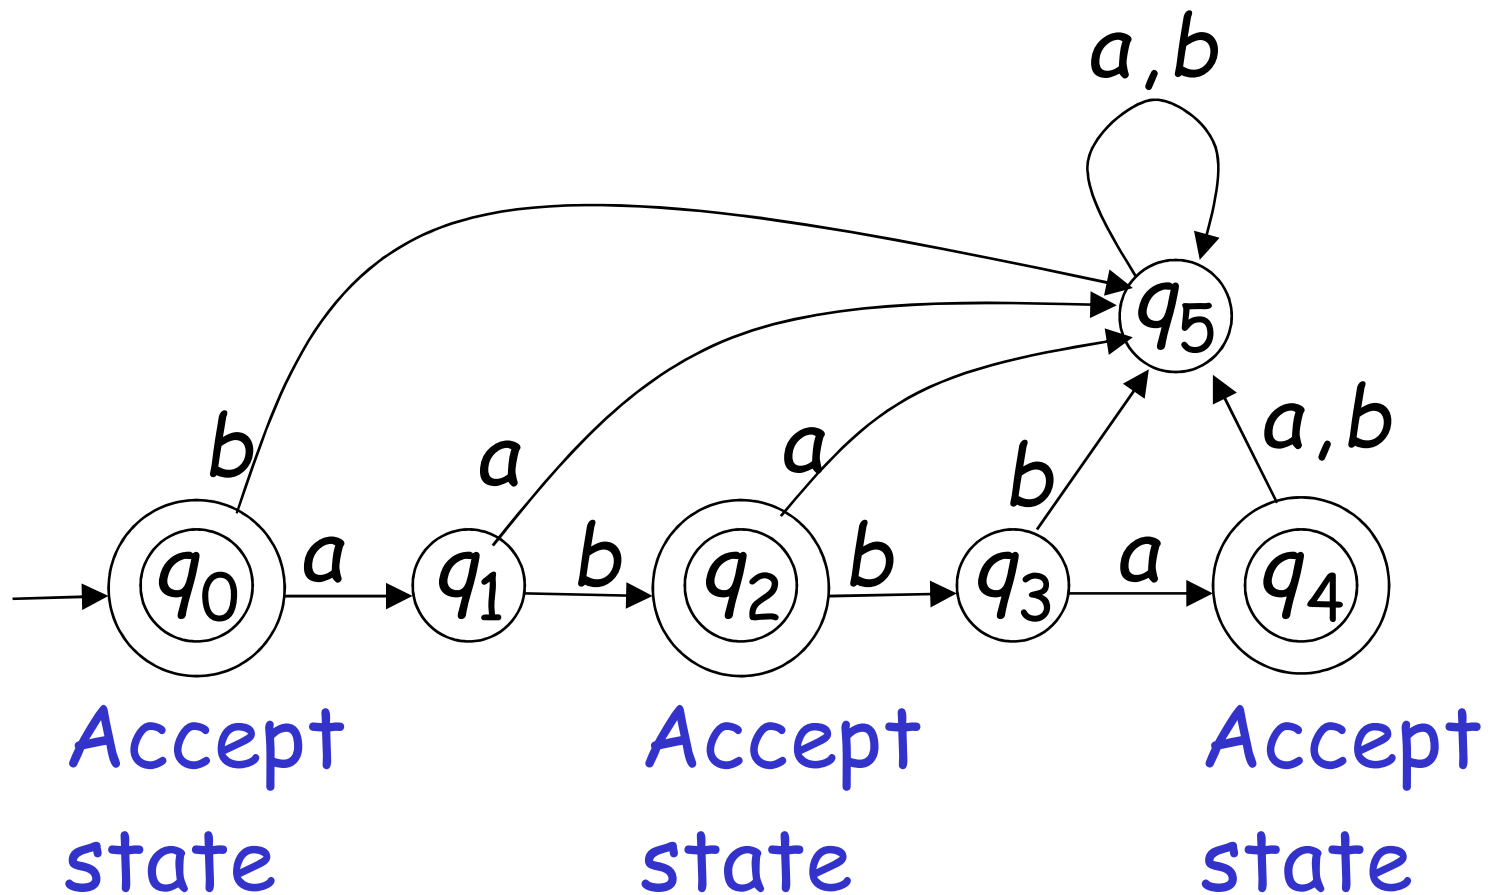 a,b
q5
b
a
a
b
a,b
q0
a
q1
b
q2
b
q3
a
q4
Accept state
Accept state
Accept state